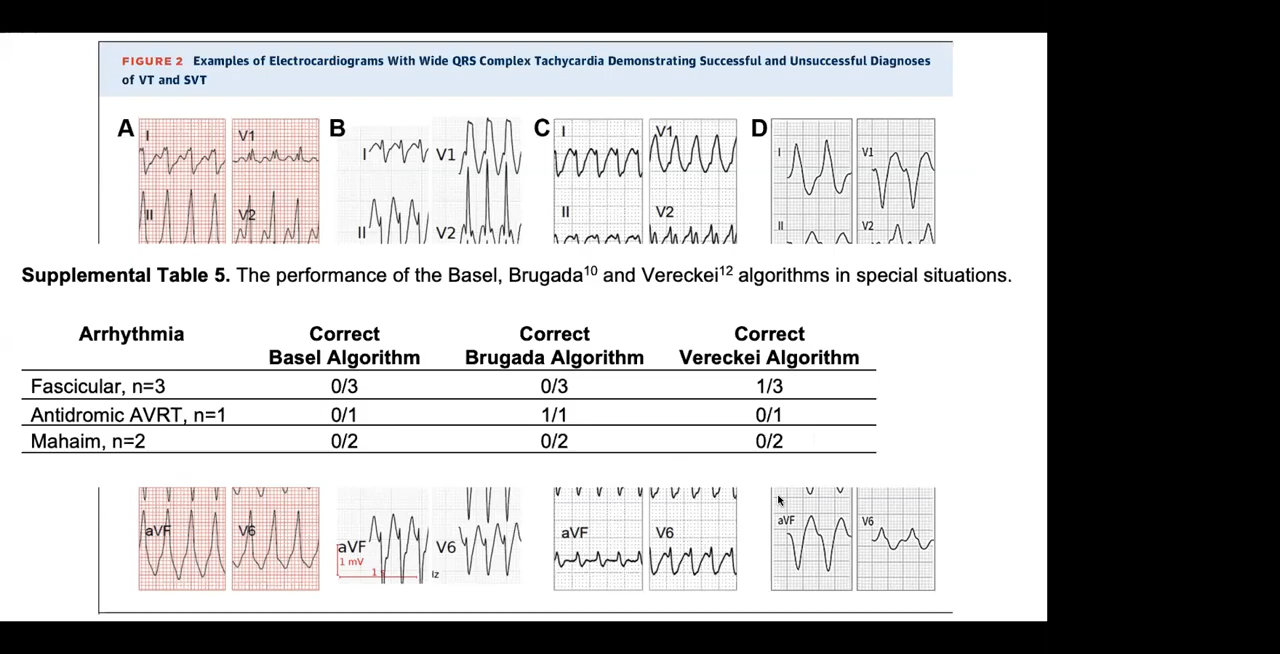 FIGURE 2 Examples of Electrocardiograms With Wide QRS Complex Tachycardia Demonstrating Successful and Unsuccessful Diagnoses
of VT and SVT
A B C D
I V1 I V1 I V1 I V1
II V2 II V2 II V2 II V2
Supplemental Table 5. The performance of the Basel, Brugada10 and Vereckei12 algorithms in special situations.
Arrhythmia Correct Correct Correct
Basel Algorithm Brugada Algorithm Vereckei Algorithm
Fascicular, n=3 0/3 0/3 1/3
Antidromic AVRT, n=1 0/1 1/1 0/1
Mahaim, n=2 0/2 0/2 0/2
aVF V6 aVF V6 aVF V6 aVF V6
1 mV